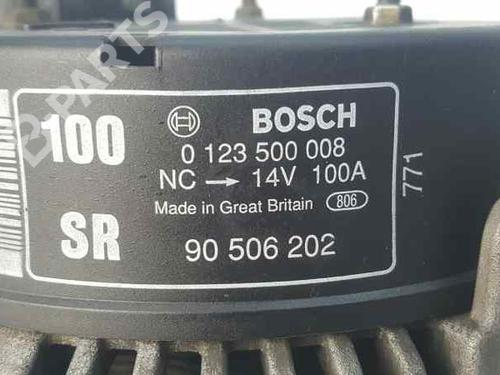 100
BOSCH
0 123 500 008
NC → 14V 100A
Made in Great Britain 806
SR
90 506 202
771
B-PARTS